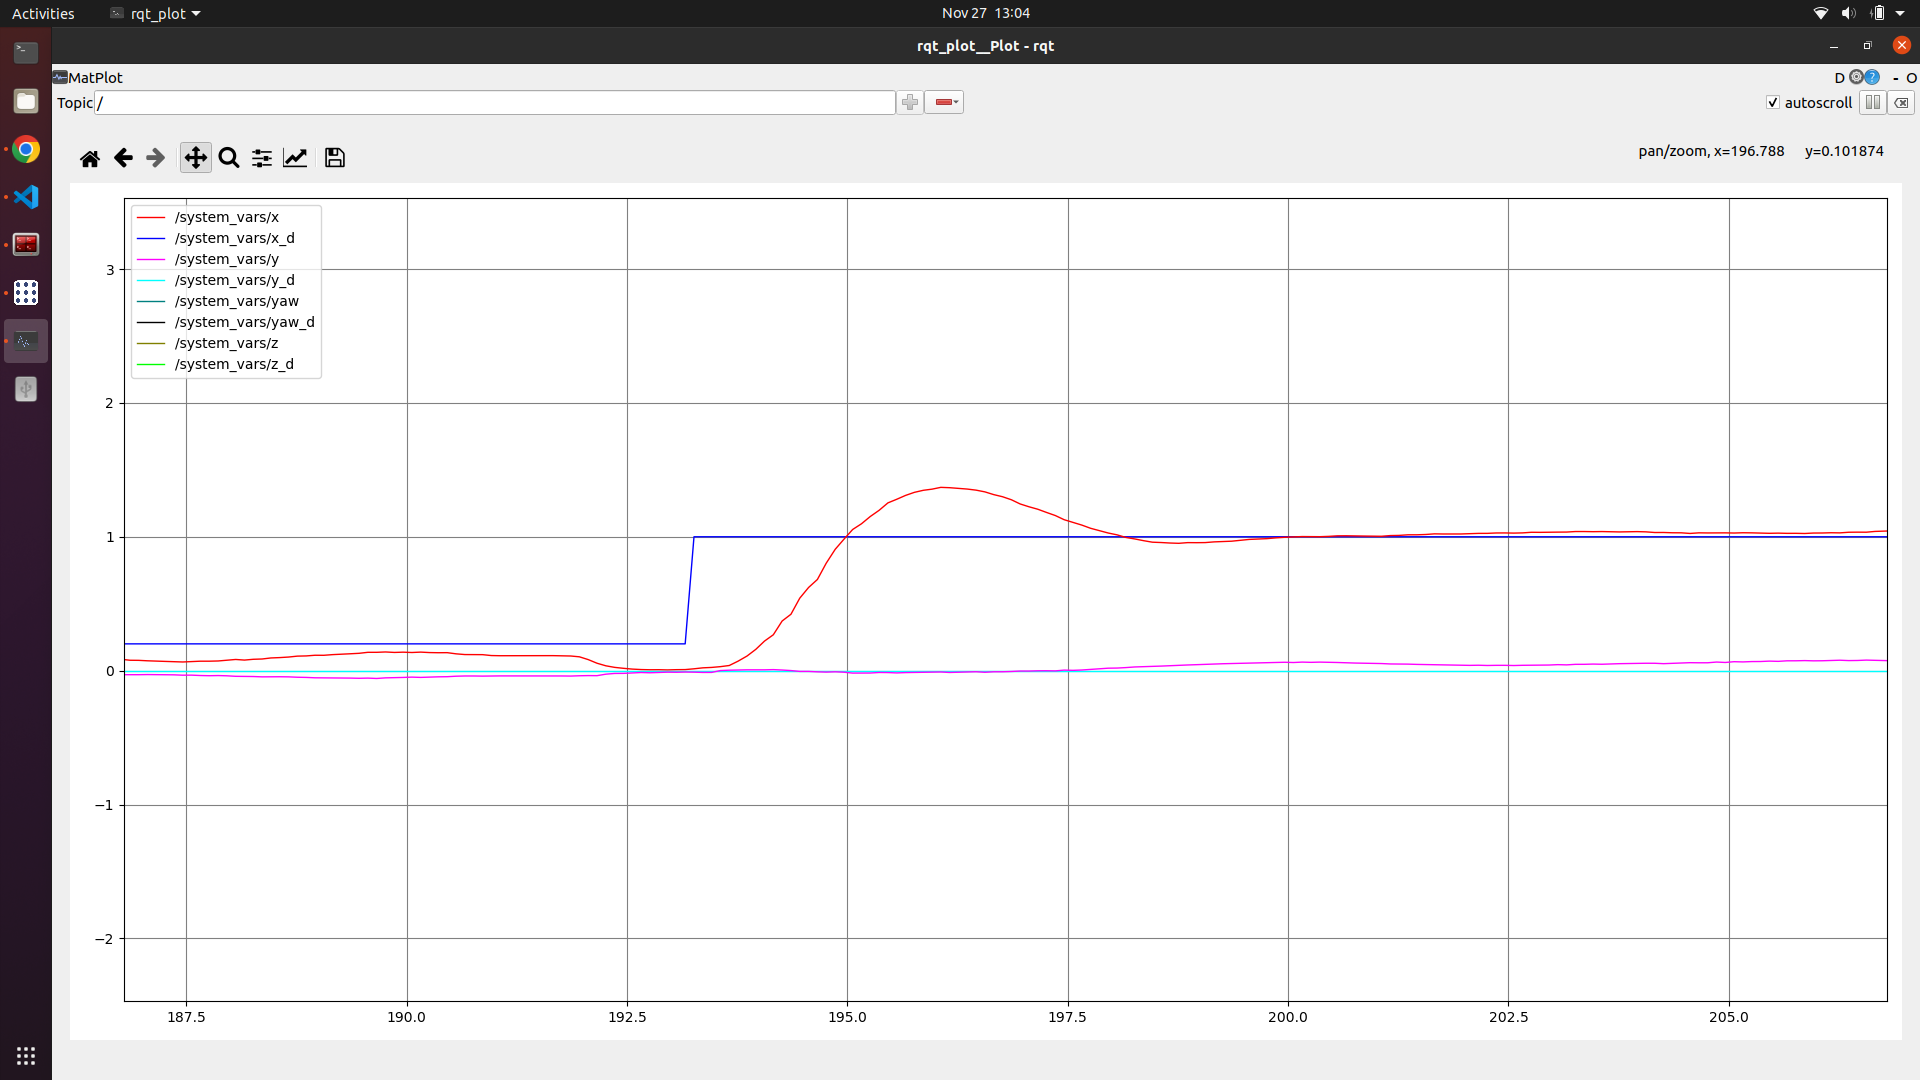 Activities rqt_plot Nov 27 13:04
rqt_plot__Plot - rqt
MatPlot D ? - O
Topic / autoscroll
pan/zoom, x=196.788 y=0.101874
/system_vars/x
/system_vars/x_d
/system_vars/y
/system_vars/y_d
/system_vars/yaw
/system_vars/yaw_d
/system_vars/z
/system_vars/z_d
3
2
1
0
−1
−2
187.5 190.0 192.5 195.0 197.5 200.0 202.5 205.0